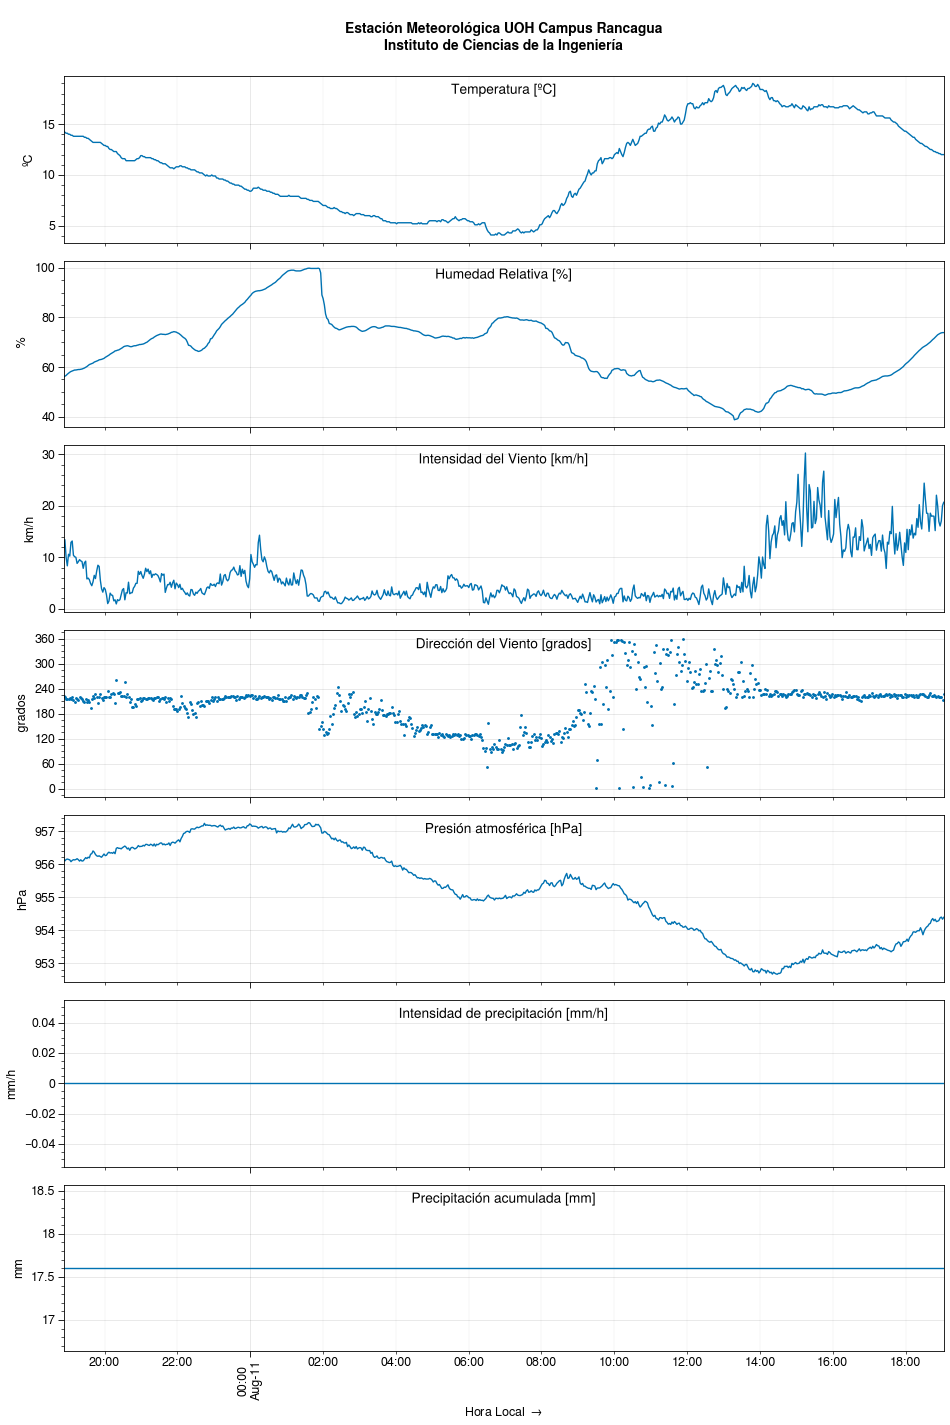 Estación Meteorológica UOH Campus Rancagua
Instituto de Ciencias de la Ingeniería
Temperatura [ºC]
ºC
15
10
5
Humedad Relativa [%]
%
100
80
60
40
Intensidad del Viento [km/h]
km/h
30
20
10
0
Dirección del Viento [grados]
grados
360
300
240
180
120
60
0
Presión atmosférica [hPa]
hPa
957
956
955
954
953
Intensidad de precipitación [mm/h]
mm/h
0.04
0.02
0
−0.02
−0.04
Precipitación acumulada [mm]
mm
18.5
18
17.5
17
20:00 22:00 00:00 02:00 04:00 06:00 08:00 10:00 12:00 14:00 16:00 18:00
Aug-11
Hora Local →